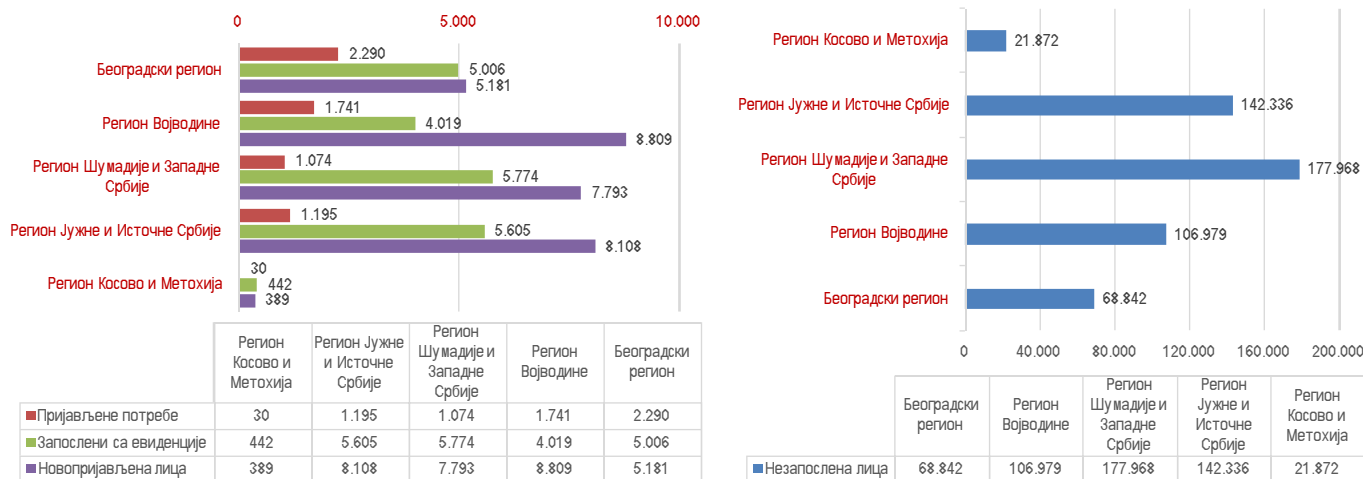 0 5.000 10.000
Београдски регион
2.290
5.006
5.181
Регион Војводине
1.741
4.019
8.809
Регион Шумадије и Западне
Србије
1.074
5.774
7.793
Регион Јужне и Источне Србије
1.195
5.605
8.108
Регион Косово и Метохија
30
442
389
Регион
Косово и
Метохија
Регион Јужне
и Источне
Србије
Регион
Шумадије и
Западне
Србије
Регион
Војводине
Београдски
регион
Пријављене потребе 30 1.195 1.074 1.741 2.290
Запослени са евиденције 442 5.605 5.774 4.019 5.006
Новопријављена лица 389 8.108 7.793 8.809 5.181
Регион Косово и Метохија 21.872
Регион Јужне и Источне Србије 142.336
Регион Шумадије и Западне
Србије
177.968
Регион Војводине 106.979
Београдски регион 68.842
0 40.000 80.000 120.000 160.000 200.000
Београдски
регион
Регион
Војводине
Регион
Шумадије и
Западне
Србије
Регион
Јужне и
Источне
Србије
Регион
Косово и
Метохија
Незапослена лица 68.842 106.979 177.968 142.336 21.872